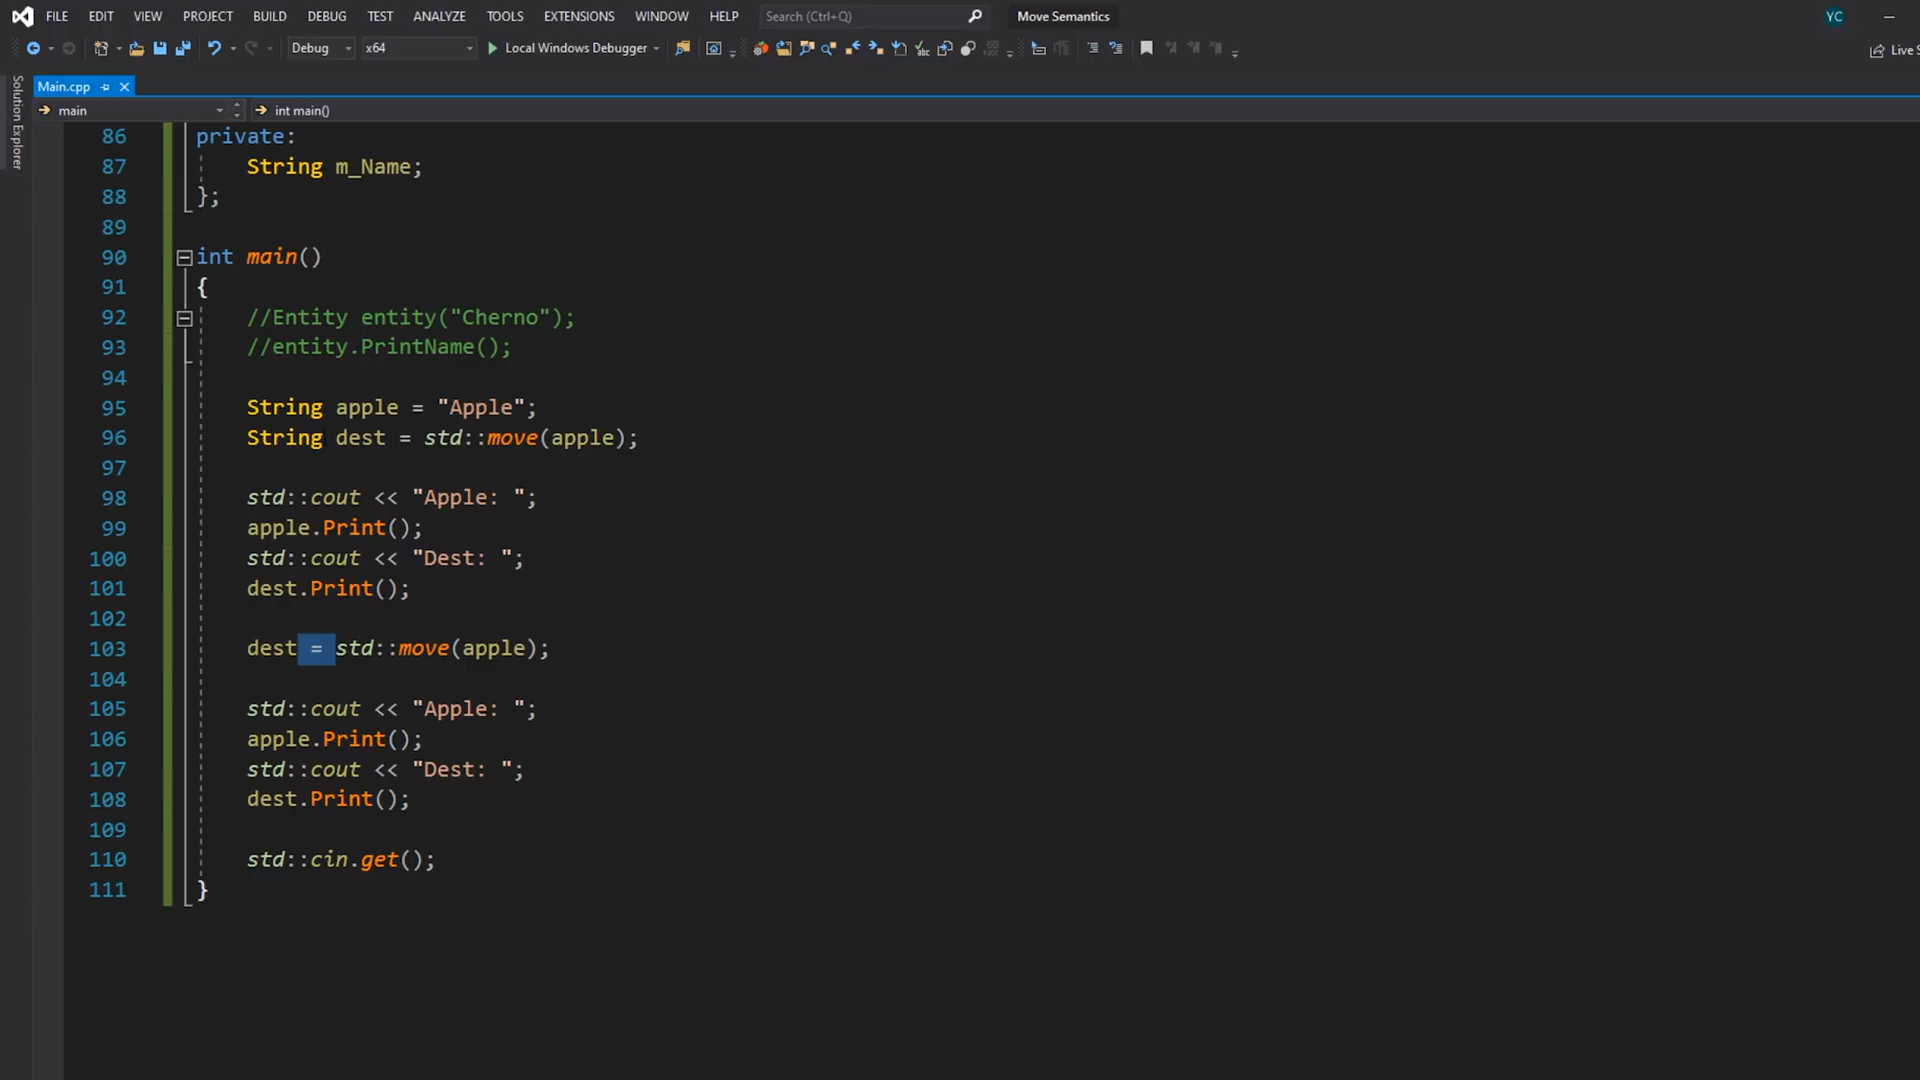 FILE EDIT VIEW PROJECT BUILD DEBUG TEST ANALYZE TOOLS EXTENSIONS WINDOW HELP Search (Ctrl+Q) Move Semantics YC
Debug x64 Local Windows Debugger Live S
Solution Explorer
Main.cpp
main int main()
86 private:
87 String m_Name;
88 };
89
90 int main()
91 {
92 //Entity entity("Cherno");
93 //entity.PrintName();
94
95 String apple = "Apple";
96 String dest = std::move(apple);
97
98 std::cout << "Apple: ";
99 apple.Print();
100 std::cout << "Dest: ";
101 dest.Print();
102
103 dest = std::move(apple);
104
105 std::cout << "Apple: ";
106 apple.Print();
107 std::cout << "Dest: ";
108 dest.Print();
109
110 std::cin.get();
111 }